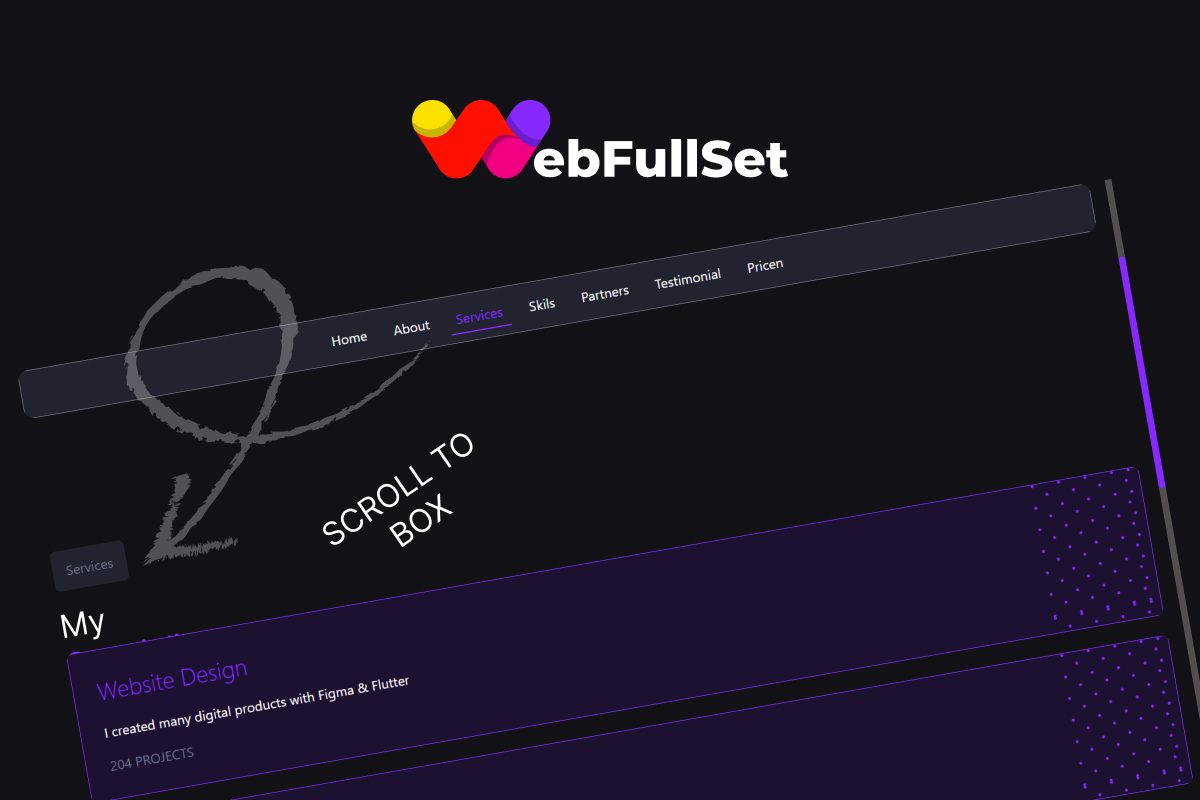 WebFullSet
Home About Services Skils Partners Testimonial Pricen
SCROLL TO
BOX
Services
My
Website Design
I created many digital products with Figma & Flutter
204 PROJECTS